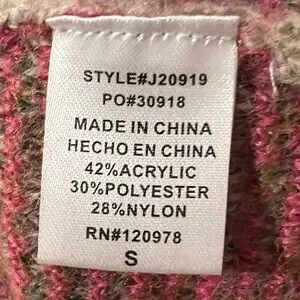 STYLE#J20919
PO#30918
MADE IN CHINA
HECHO EN CHINA
42%ACRYLIC
30%POLYESTER
28%NYLON
RN#120978
S